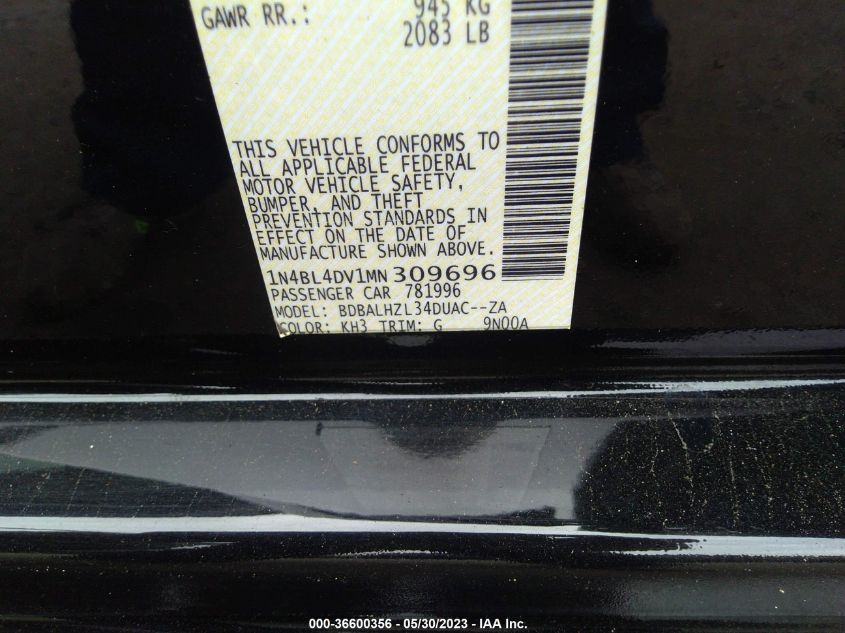 GAWR RR.: 945 KG
2083 LB
THIS VEHICLE CONFORMS TO
ALL APPLICABLE FEDERAL
MOTOR VEHICLE SAFETY,
BUMPER, AND THEFT
PREVENTION STANDARDS IN
EFFECT ON THE DATE OF
MANUFACTURE SHOWN ABOVE.
1N4BL4DV1MN 309696
PASSENGER CAR 781996
MODEL: BDBALHZL34DUAC--ZA
COLOR: KH3 TRIM: G 9N00A
000-36600356 — 05/30/2023 — IAA Inc.